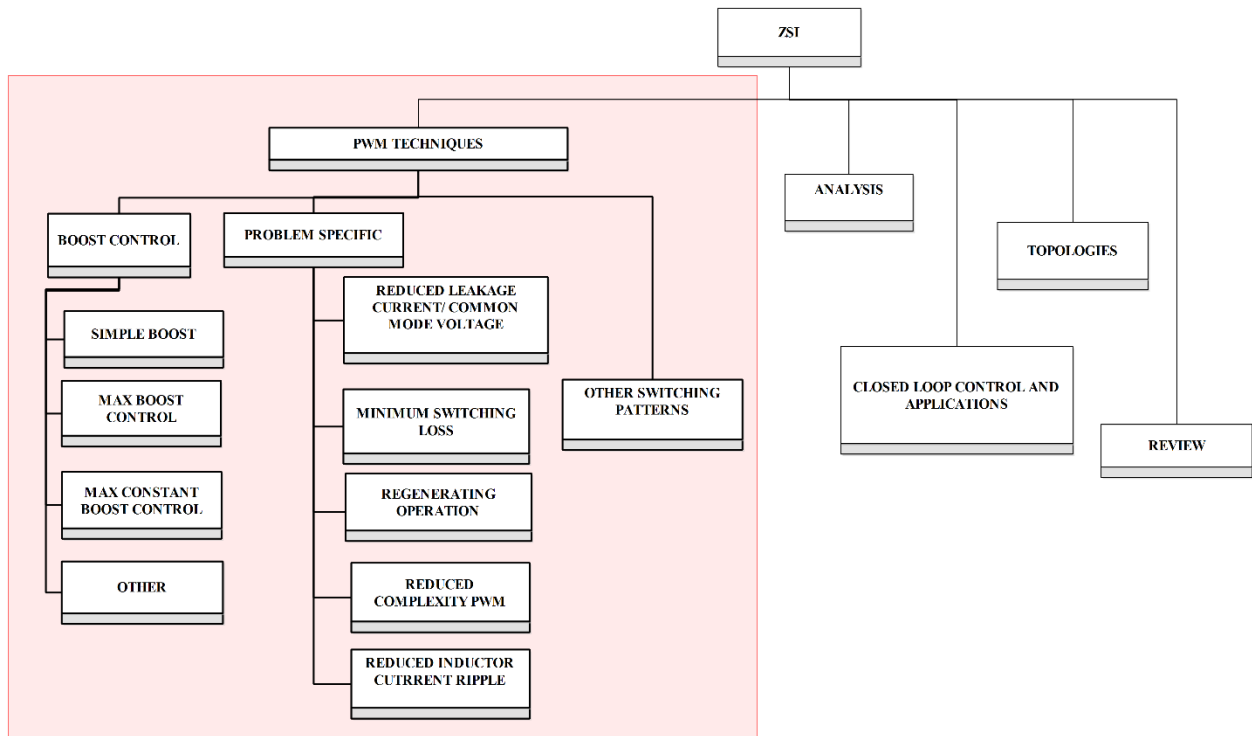 ZSI
PWM TECHNIQUES
ANALYSIS
BOOST CONTROL
PROBLEM SPECIFIC
TOPOLOGIES
REDUCED LEAKAGE
CURRENT/ COMMON
MODE VOLTAGE
SIMPLE BOOST
MAX BOOST
CONTROL
MINIMUM SWITCHING
LOSS
OTHER SWITCHING
PATTERNS
CLOSED LOOP CONTROL AND
APPLICATIONS
REVIEW
MAX CONSTANT
BOOST CONTROL
REGENERATING
OPERATION
OTHER
REDUCED
COMPLEXITY PWM
REDUCED INDUCTOR
CUTRRENT RIPPLE